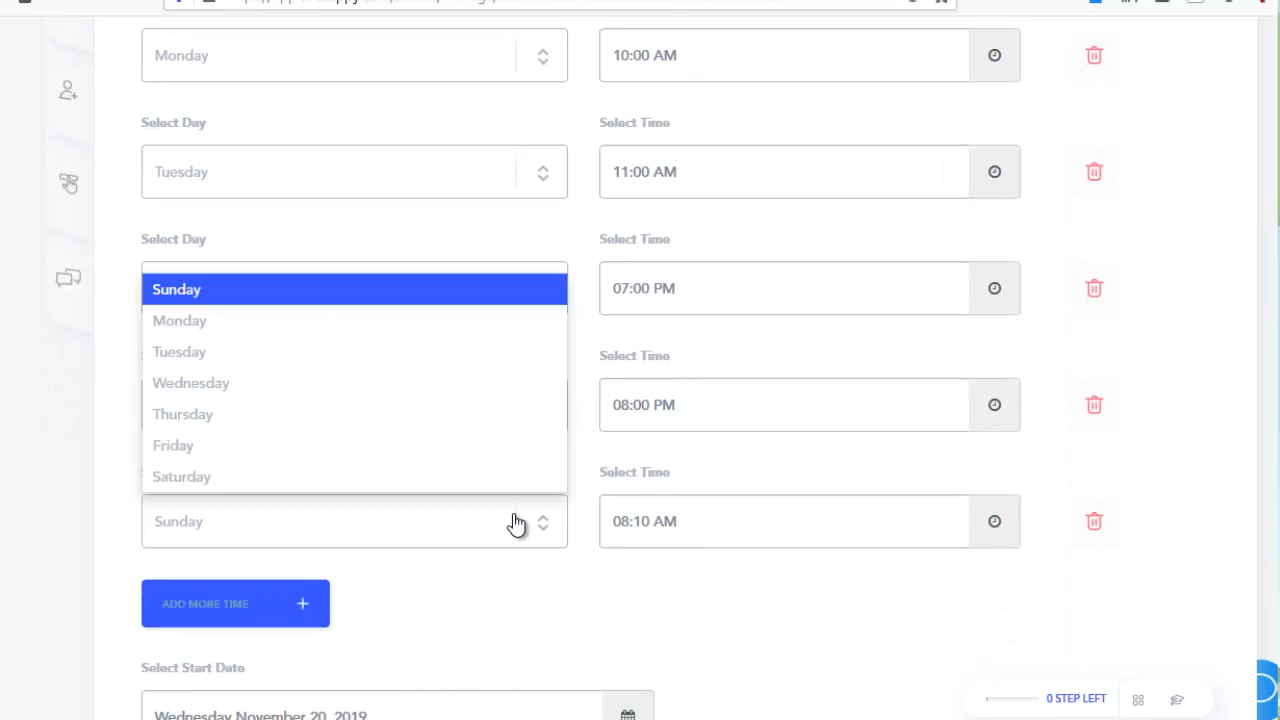 Monday 10:00 AM
Select Day Select Time
Tuesday 11:00 AM
Select Day Select Time
07:00 PM
Sunday
Monday
Tuesday
Wednesday
Thursday
Friday
Saturday
Select Time
08:00 PM
Select Time
Sunday 08:10 AM
ADD MORE TIME +
Select Start Date
0 STEP LEFT
Wednesday November 20, 2019